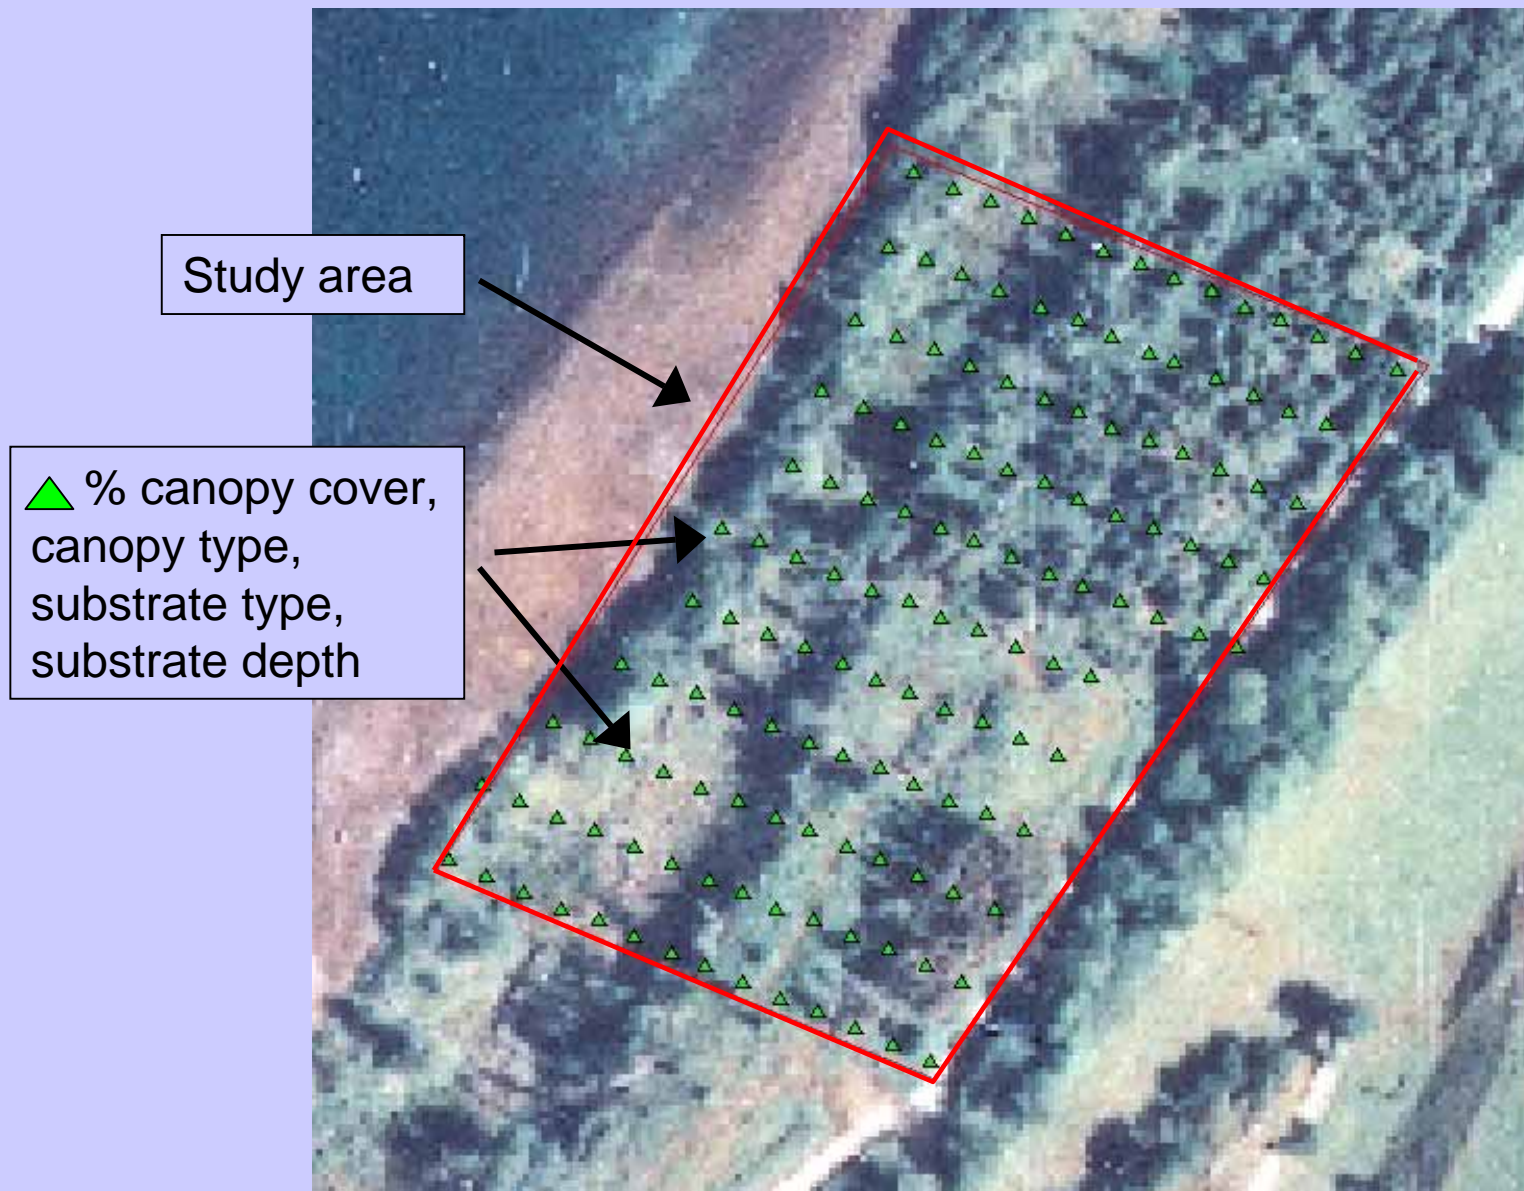 Study area
% canopy cover,
canopy type,
substrate type,
substrate depth